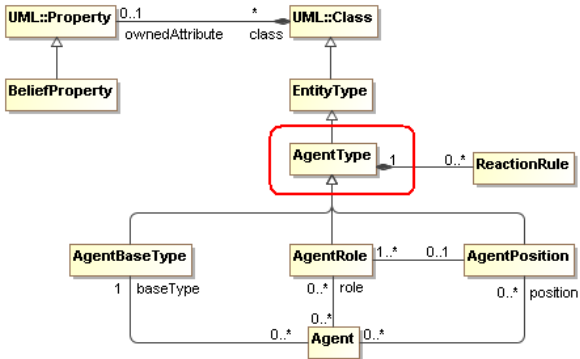 UML::Property 0..1 * UML::Class
ownedAttribute class
BeliefProperty EntityType
AgentType 1 0..* ReactionRule
AgentBaseType AgentRole 1..* 0..1 AgentPosition
1 baseType 0..* role 0..* position
0..*
0..* Agent 0..*